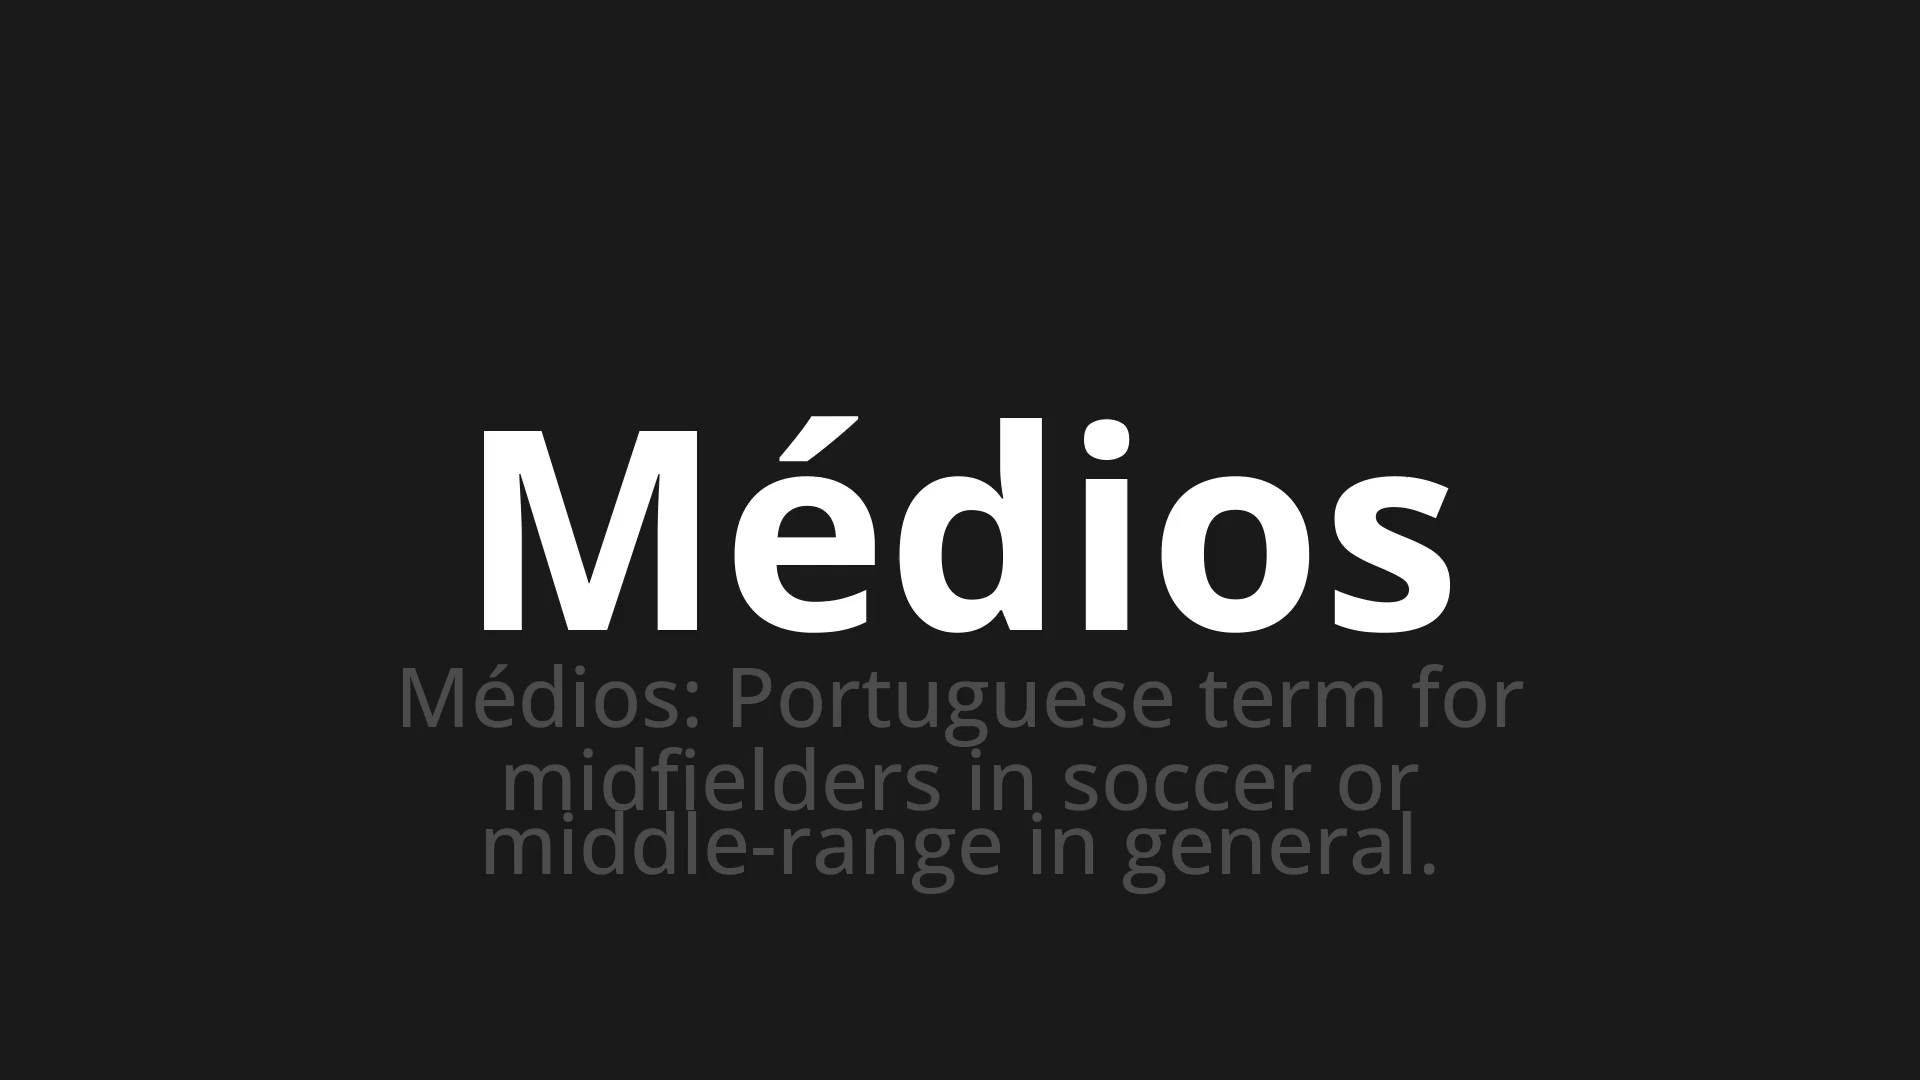 Médios
Médios: Portuguese term for
midfielders in soccer or
middle-range in general.